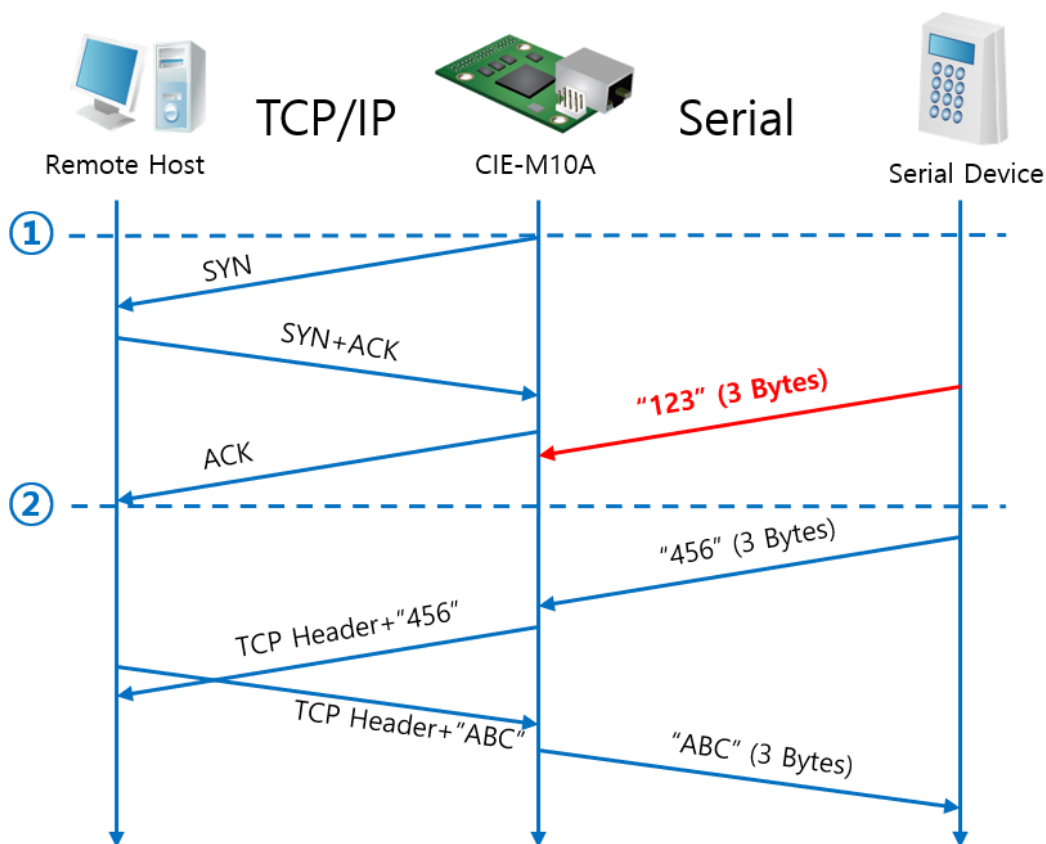 TCP/IP
Serial
Remote Host
CIE-M10A
Serial Device
①
SYN
SYN+ACK
“123” (3 Bytes)
ACK
②
“456” (3 Bytes)
TCP Header+“456”
TCP Header+“ABC”
“ABC” (3 Bytes)